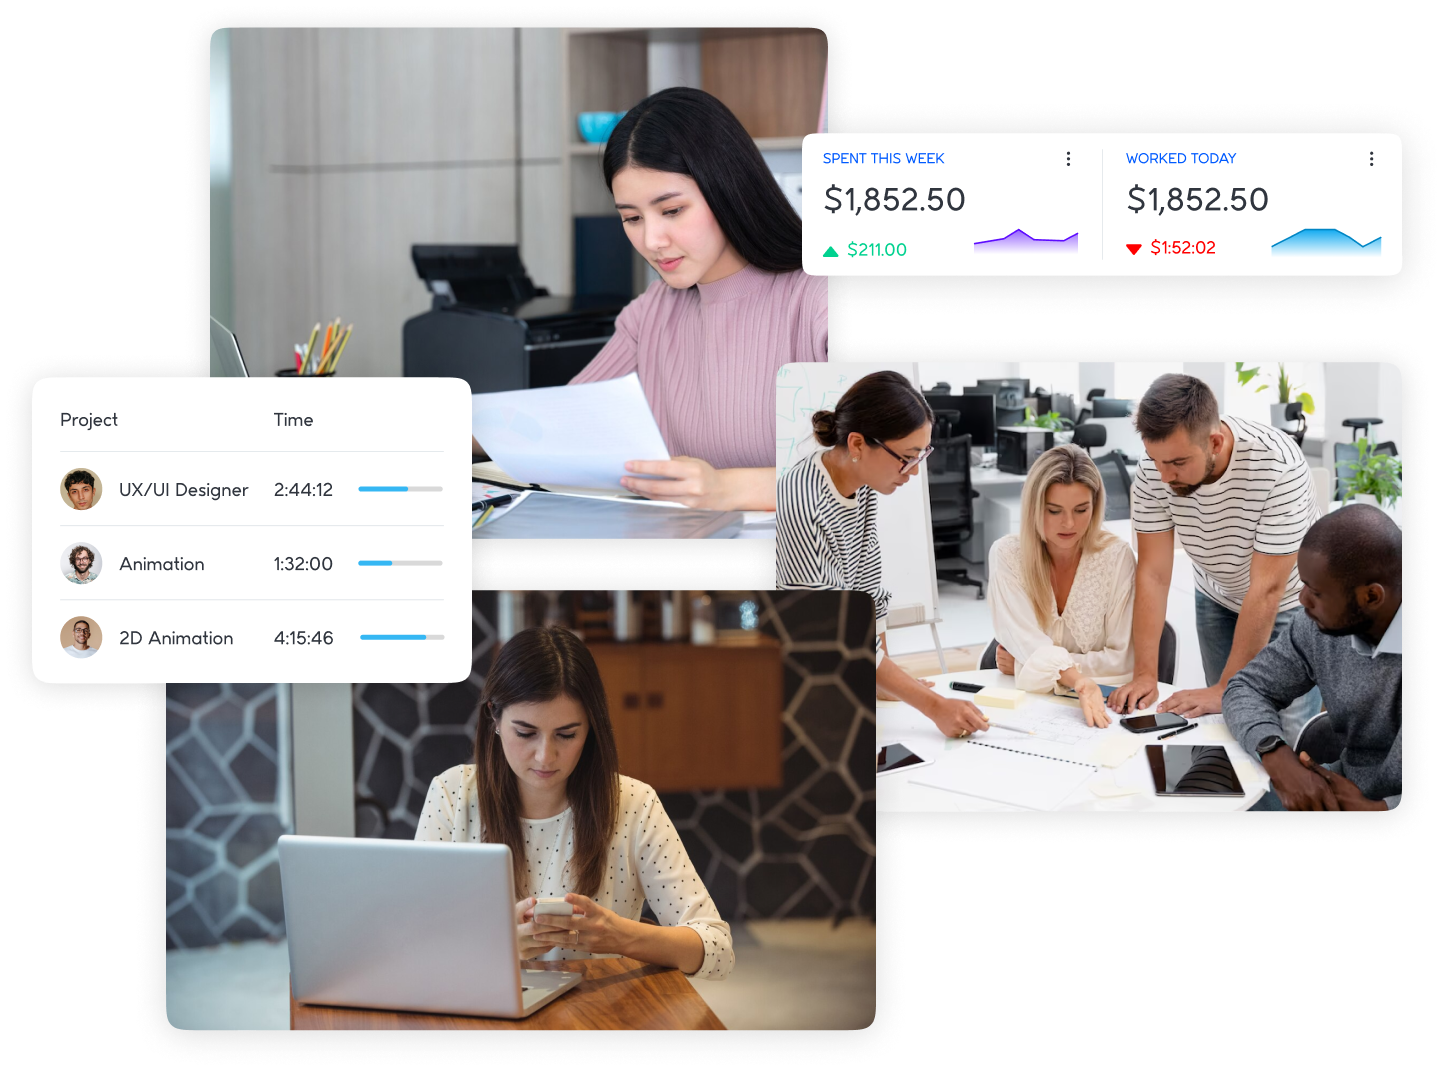 SPENT THIS WEEK
$1,852.50
$211.00
WORKED TODAY
$1,852.50
$1:52:02
Project Time
UX/UI Designer 2:44:12
Animation 1:32:00
2D Animation 4:15:46